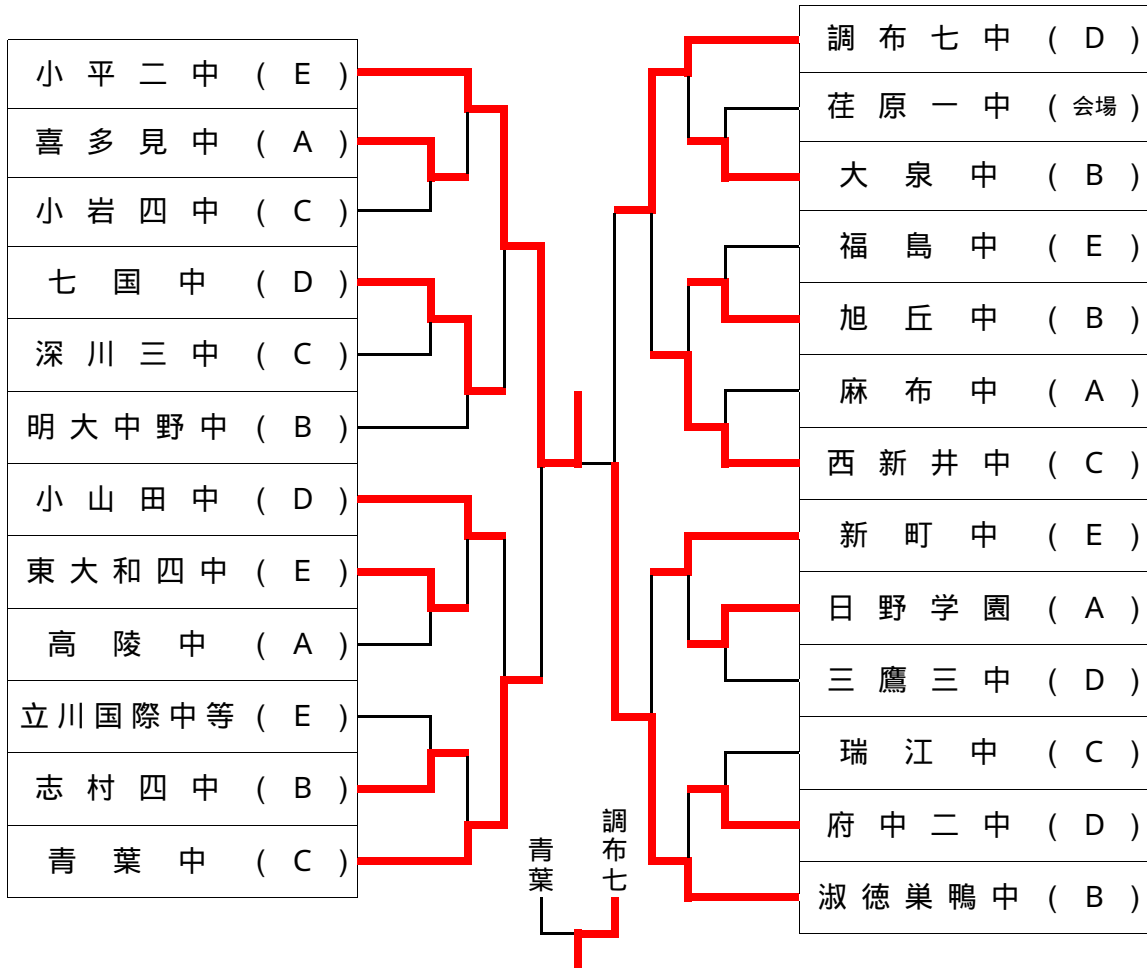 小平二中 ( E )
喜多見中 ( A )
小岩四中 ( C )
七国中 ( D )
深川三中 ( C )
明大中野中 ( B )
小山田中 ( D )
東大和四中 ( E )
高陵中 ( A )
立川国際中等 ( E )
志村四中 ( B )
青葉中 ( C )
青葉
調布七
調布七中 ( D )
荏原一中 ( 会場 )
大泉中 ( B )
福島中 ( E )
旭丘中 ( B )
麻布中 ( A )
西新井中 ( C )
新町中 ( E )
日野学園 ( A )
三鷹三中 ( D )
瑞江中 ( C )
府中二中 ( D )
淑徳巣鴨中 ( B )